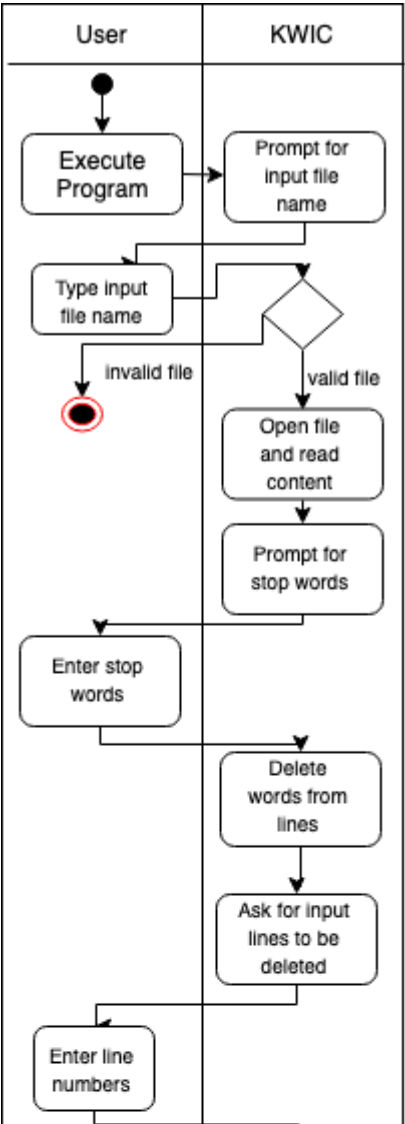 User
KWIC
Execute
Program
Prompt for
input file
name
Type input
file name
invalid file
valid file
Open file
and read
content
Prompt for
stop words
Enter stop
words
Delete
words from
lines
Ask for input
lines to be
deleted
Enter line
numbers